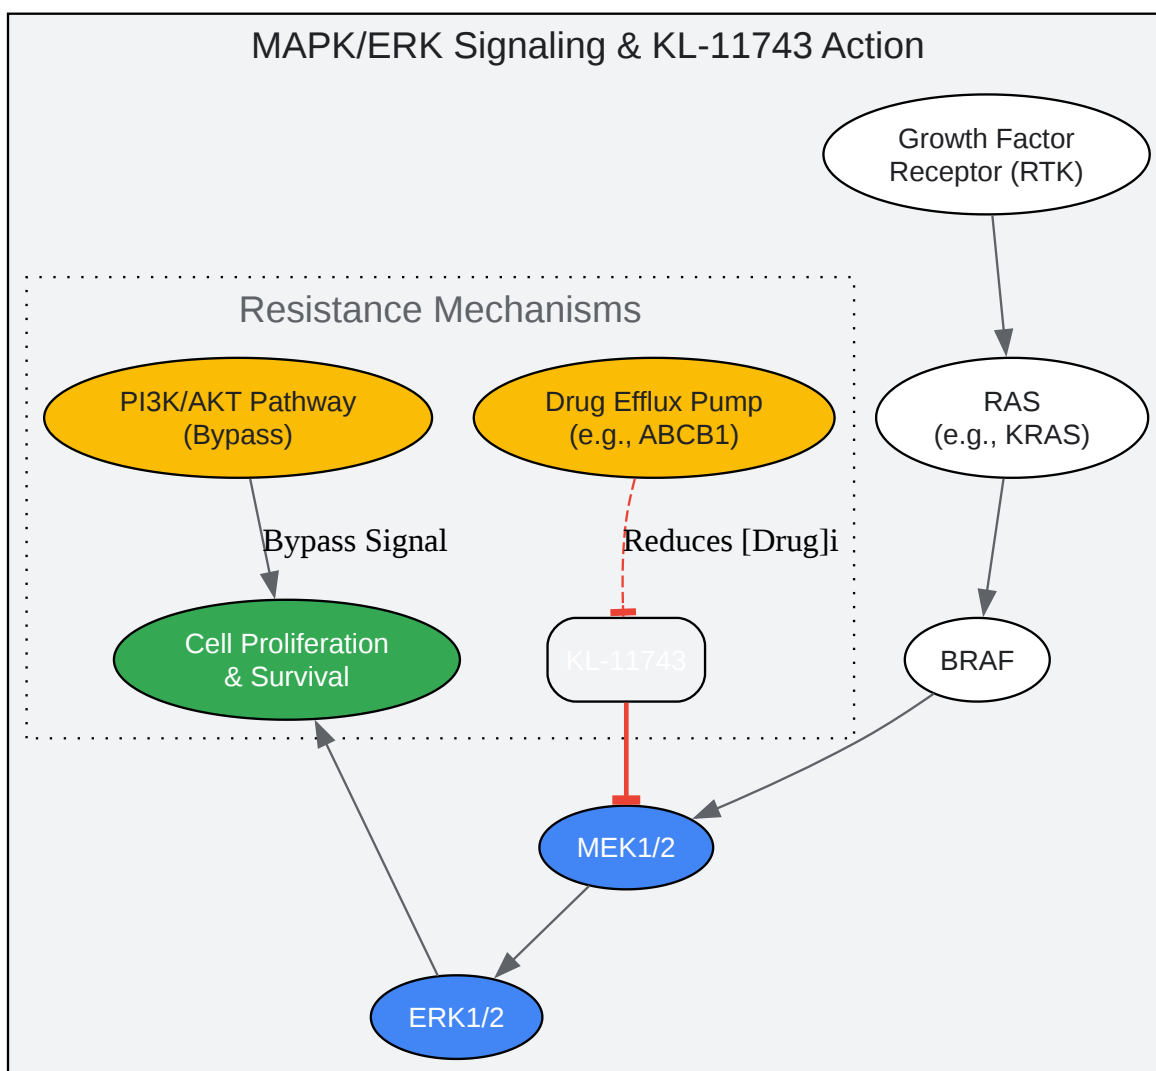 MAPK/ERK Signaling & KL-11743 Action
Growth Factor
Receptor (RTK)
Resistance Mechanisms
PI3K/AKT Pathway
(Bypass)
Drug Efflux Pump
(e.g., ABCB1)
RAS
(e.g., KRAS)
Bypass Signal
Reduces [Drug]i
Cell Proliferation
& Survival
KL-11743
BRAF
MEK1/2
ERK1/2